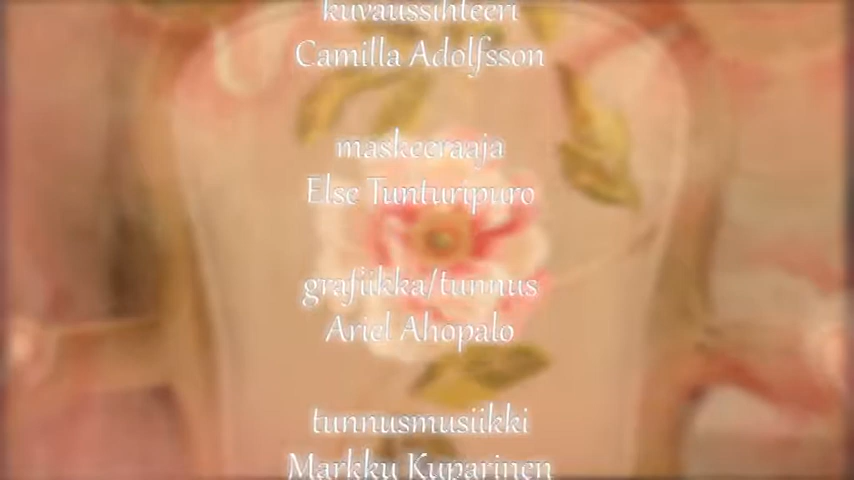 kuvaussihteeri
Camilla Adolfsson
maskeeraaja
Else Tunturipuro
grafiikka/tunnus
Ariel Ahopalo
tunnusmusiikki
Markku Kuparinen